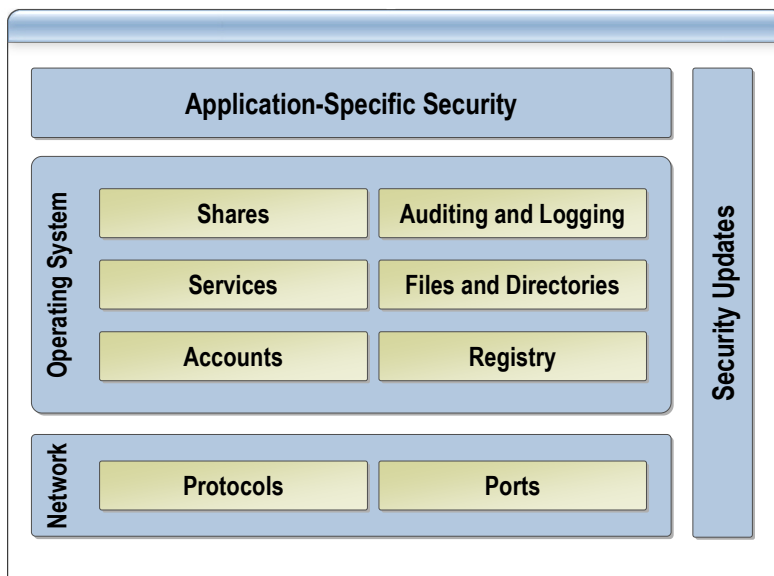 Application-Specific Security
Operating System
Shares
Auditing and Logging
Services
Files and Directories
Accounts
Registry
Network
Protocols
Ports
Security Updates